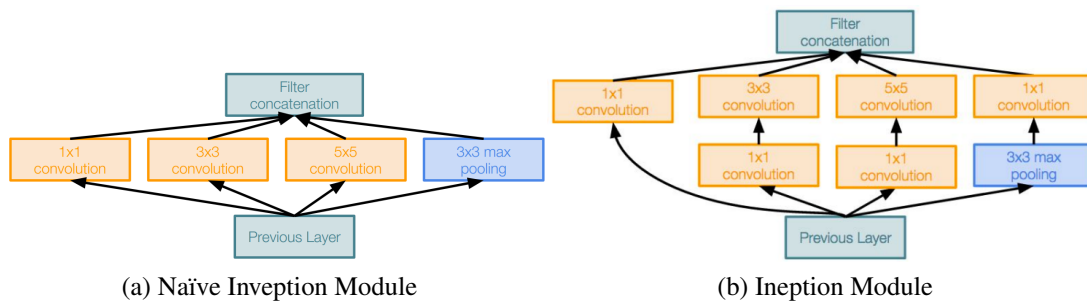 Filter
concatenation
1x1
convolution
3x3
convolution
5x5
convolution
3x3 max
pooling
Previous Layer
(a) Naïve Inveption Module
Filter
concatenation
1x1
convolution
3x3
convolution
5x5
convolution
1x1
convolution
1x1
convolution
1x1
convolution
3x3 max
pooling
Previous Layer
(b) Ineption Module